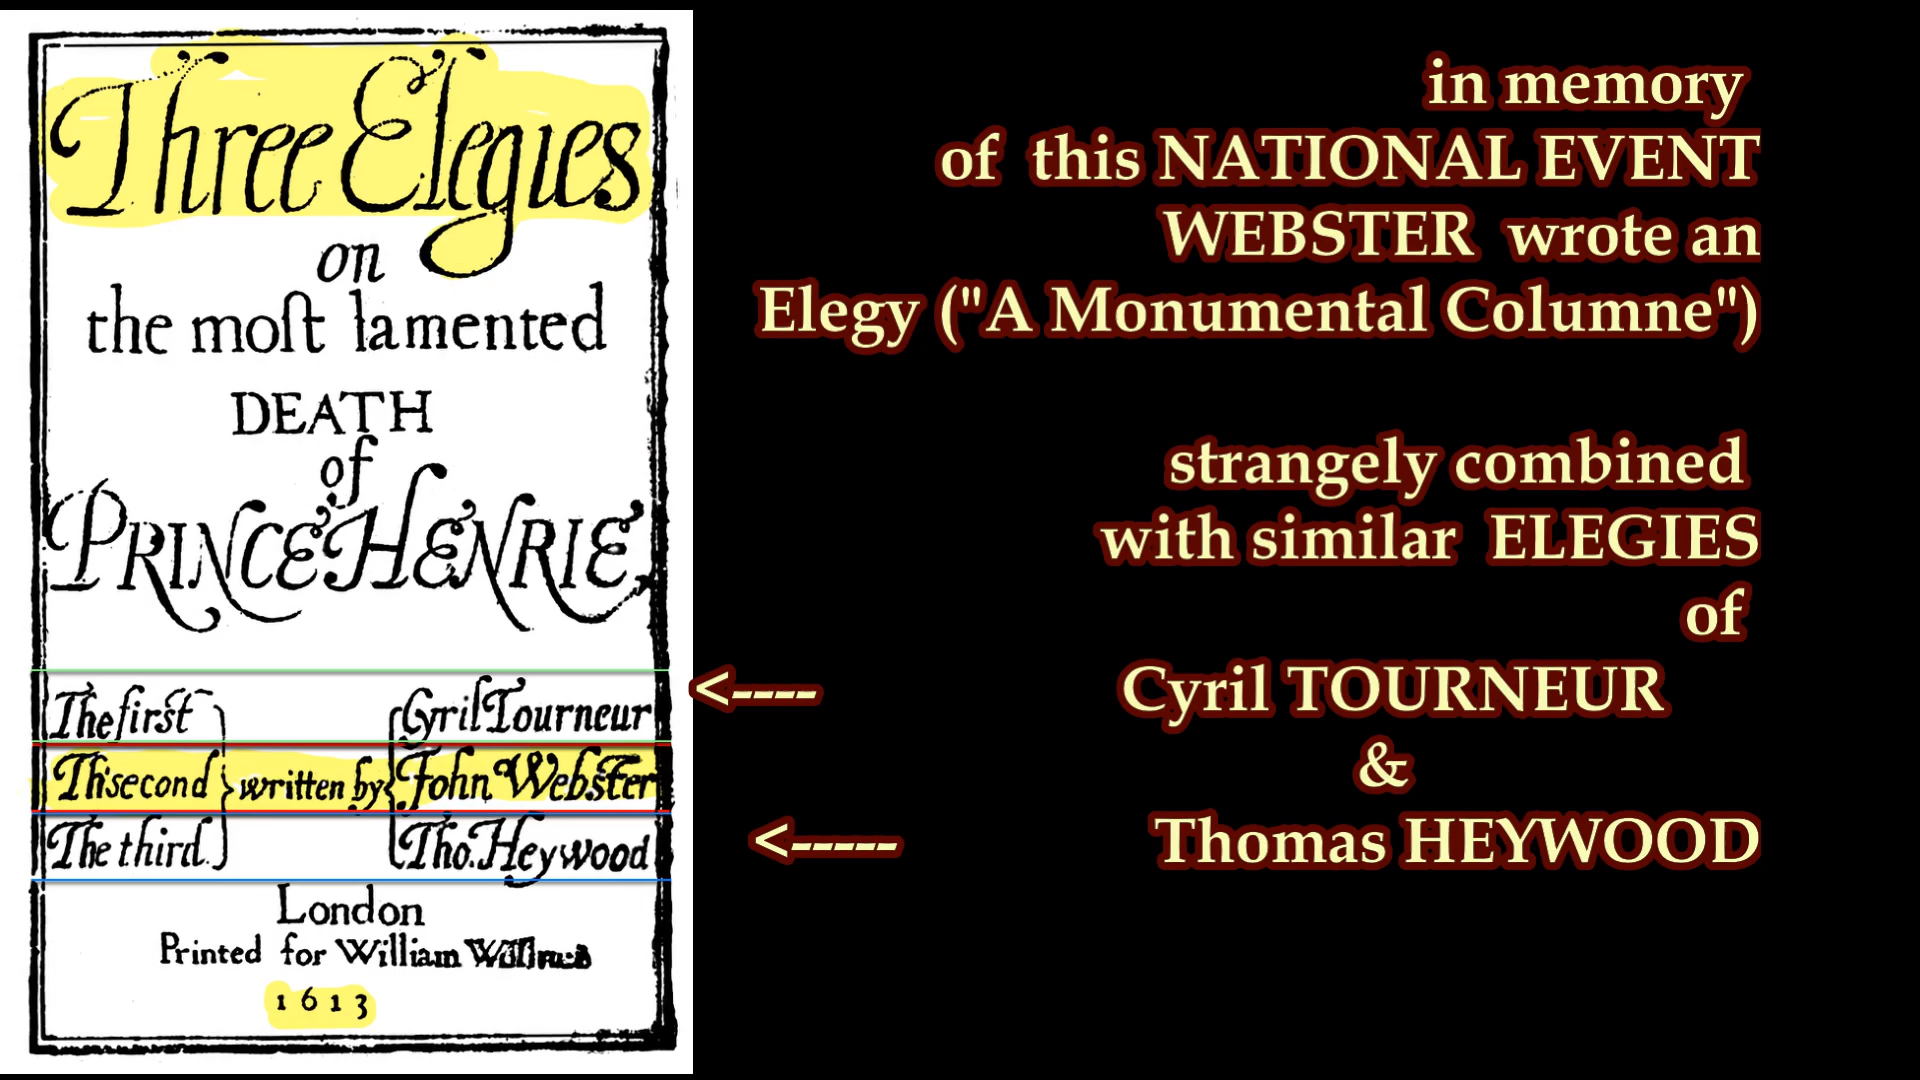 Three Elegies
on
the moſt lamented
DEATH
of
PRINCE HENRIE,
The first
Th'second
The third.
written by
Cyril Tourneur
John Webster
Tho. Heywood
London
Printed for William
1613
in memory
of this NATIONAL EVENT
WEBSTER wrote an
Elegy ("A Monumental Columne")
strangely combined
with similar ELEGIES
of
<---- Cyril TOURNEUR
&
<----- Thomas HEYWOOD